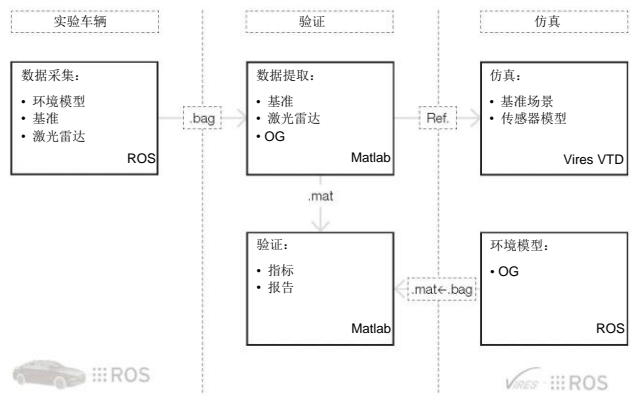 实验车辆
验证
仿真
数据采集：
• 环境模型
• 基准
• 激光雷达
ROS
.bag
数据提取：
• 基准
• 激光雷达
• OG
Matlab
Ref.
仿真：
• 基准场景
• 传感器模型
Vires VTD
.mat
验证：
• 指标
• 报告
Matlab
.mat←.bag
环境模型：
• OG
ROS
ROS
VIRES
ROS